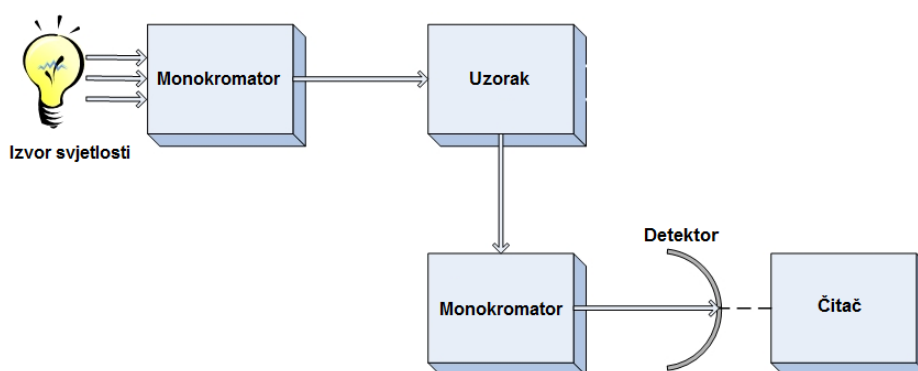 Izvor svjetlosti
Monokromator
Uzorak
Monokromator
Detektor
Čitač